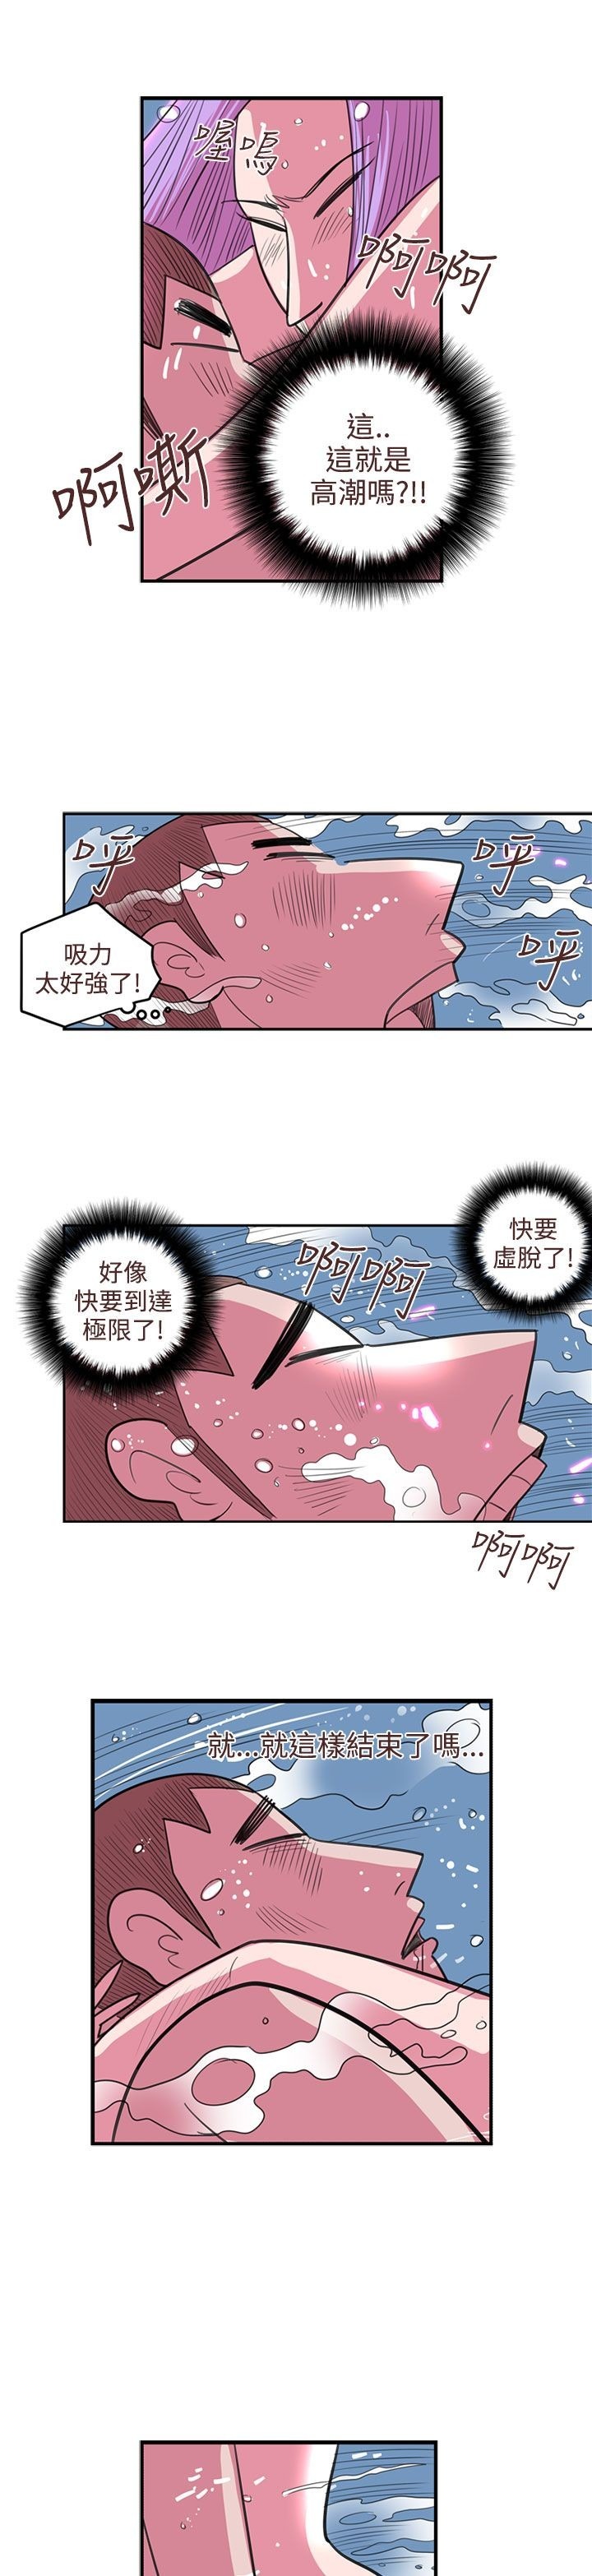 喔嗚
啊啊
這..
這就是
高潮嗎?!!
啊嘶
呼
呼
呼
吸力
太好強了!
好像
快要到達
極限了!
啊啊
快要
虛脫了!
啊啊
就...就這樣結束了嗎...